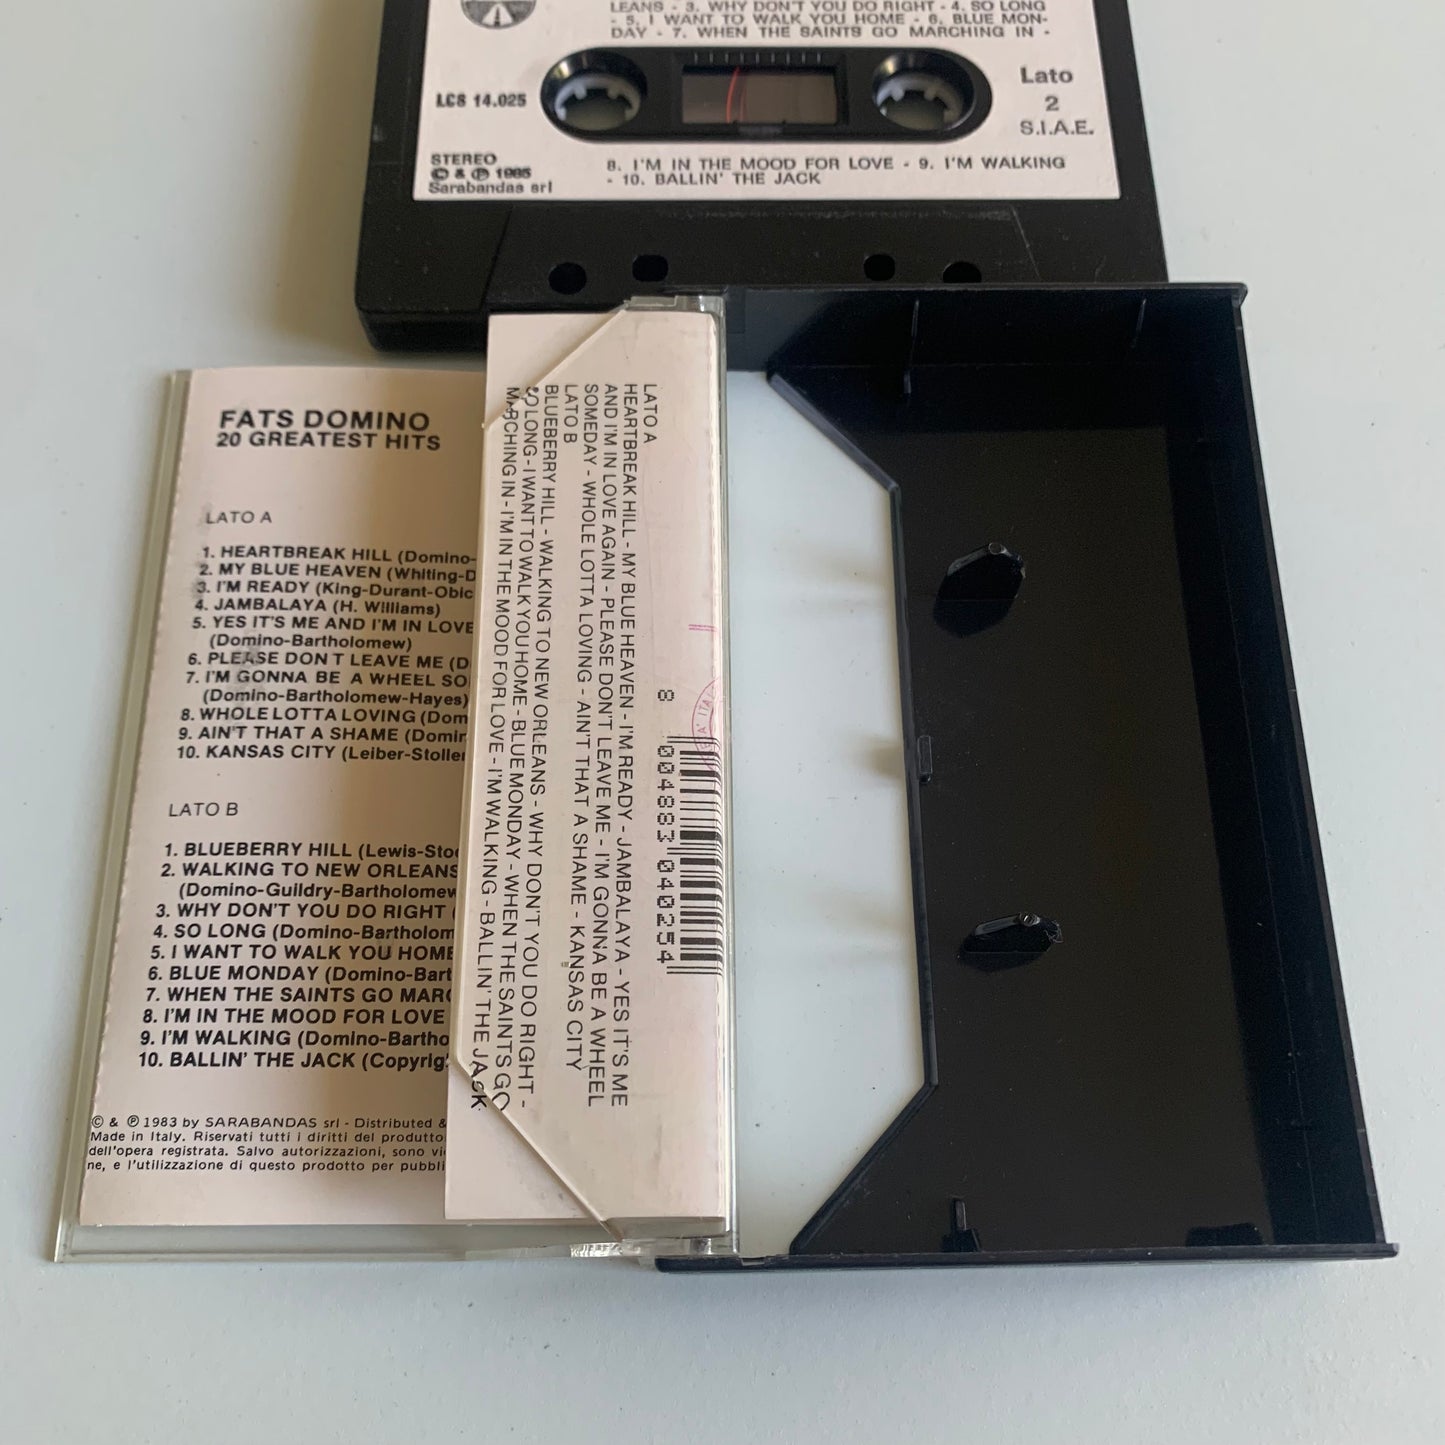 LEANS - 3. WHY DON'T YOU DO RIGHT - 4. SO LONG
- 5. I WANT TO WALK YOU HOME - 6. BLUE MON-
DAY - 7. WHEN THE SAINTS GO MARCHING IN -
LCS 14.025
Lato
2
S.I.A.E.
STEREO
© & ℗ 1985
Sarabandas srl
8. I'M IN THE MOOD FOR LOVE - 9. I'M WALKING
- 10. BALLIN' THE JACK
FATS DOMINO
20 GREATEST HITS
LATO A
1. HEARTBREAK HILL (Domino-
2. MY BLUE HEAVEN (Whiting-D
3. I'M READY (King-Durant-Obic
4. JAMBALAYA (H. Williams)
5. YES IT'S ME AND I'M IN LOVE
(Domino-Bartholomew)
6. PLEASE DON T LEAVE ME (D
7. I'M GONNA BE A WHEEL SO
(Domino-Bartholomew-Hayes)
8. WHOLE LOTTA LOVING (Dom
9. AIN'T THAT A SHAME (Domin
10. KANSAS CITY (Leiber-Stoller
LATO B
1. BLUEBERRY HILL (Lewis-Stoc
2. WALKING TO NEW ORLEANS
(Domino-Guildry-Bartholomew
3. WHY DON'T YOU DO RIGHT (
4. SO LONG (Domino-Bartholom
5. I WANT TO WALK YOU HOME
6. BLUE MONDAY (Domino-Bart
7. WHEN THE SAINTS GO MARC
8. I'M IN THE MOOD FOR LOVE
9. I'M WALKING (Domino-Bartho
10. BALLIN' THE JACK (Copyrig
© & ℗ 1983 by SARABANDAS srl - Distributed &
Made in Italy. Riservati tutti i diritti del produtto
dell'opera registrata. Salvo autorizzazioni, sono vi
ne, e l'utilizzazione di questo prodotto per pubbli
LATO A
HEARTBREAK HILL - MY BLUE HEAVEN - I'M READY - JAMBALAYA - YES IT'S ME
AND I'M IN LOVE AGAIN - PLEASE DON'T LEAVE ME - I'M GONNA BE A WHEEL
SOMEDAY - WHOLE LOTTA LOVING - AIN'T THAT A SHAME - KANSAS CITY
LATO B
BLUEBERRY HILL - WALKING TO NEW ORLEANS - WHY DON'T YOU DO RIGHT -
SO LONG - I WANT TO WALK YOU HOME - BLUE MONDAY - WHEN THE SAINTS GO
MARCHING IN - I'M IN THE MOOD FOR LOVE - I'M WALKING - BALLIN' THE JACK
8 004883 040254